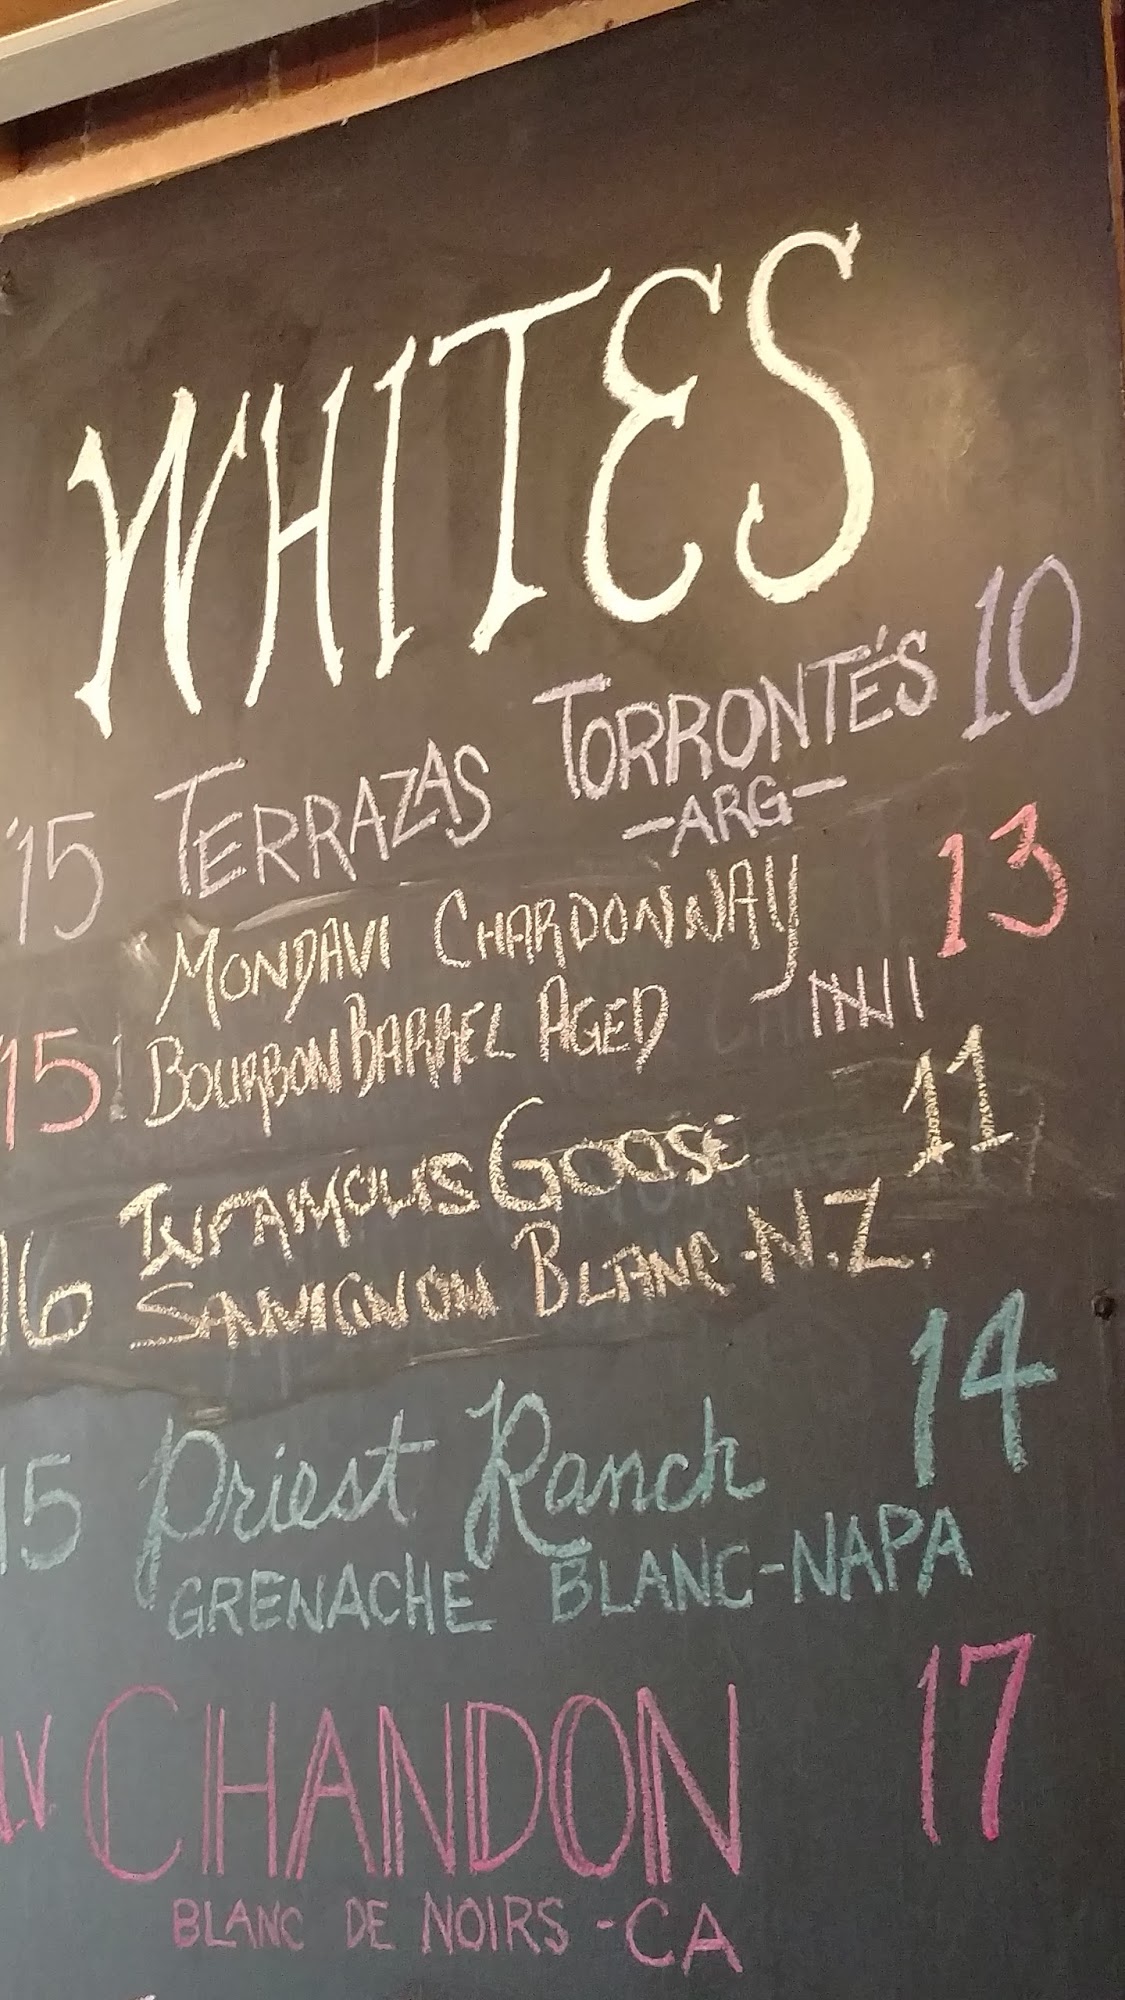 WHITES
'15 TERRAZAS TORRONTÉS 10
-ARG-
MONDAVI CHARDONNAY 13
'15 BOURBON BARREL AGED
INFAMOUS GOOSE 11
16 SAUVIGNON BLANC-N.Z.
15 Priest Ranch 14
GRENACHE BLANC-NAPA
CHANDON 17
BLANC DE NOIRS -CA